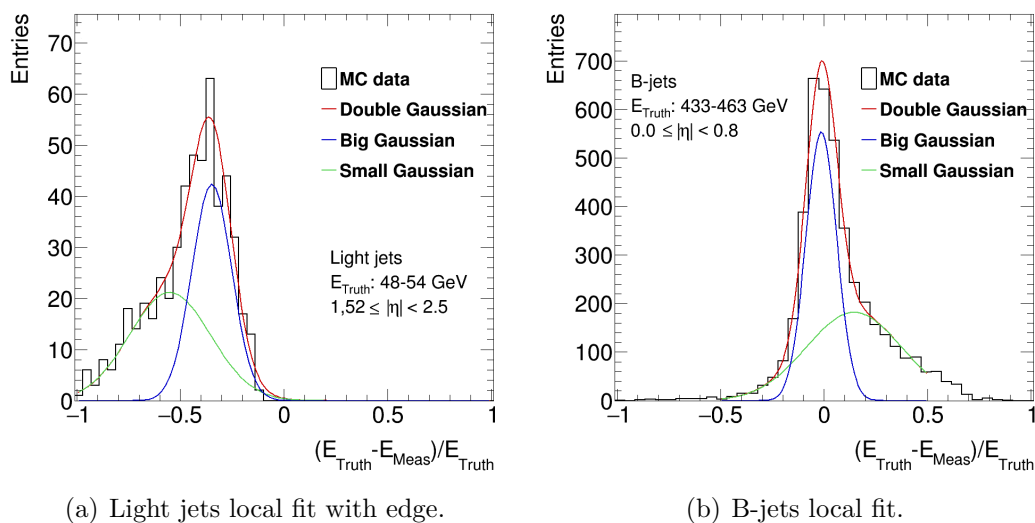 Entries
70
60
50
40
30
20
10
0
−1
−0.5
0
0.5
1
MC data
Double Gaussian
Big Gaussian
Small Gaussian
Light jets
E_Truth: 48-54 GeV
1,52 ≤ |η| < 2.5
(E_Truth-E_Meas)/E_Truth
(a) Light jets local fit with edge.
Entries
700
600
500
400
300
200
100
0
−1
−0.5
0
0.5
1
B-jets
E_Truth: 433-463 GeV
0.0 ≤ |η| < 0.8
MC data
Double Gaussian
Big Gaussian
Small Gaussian
(E_Truth-E_Meas)/E_Truth
(b) B-jets local fit.